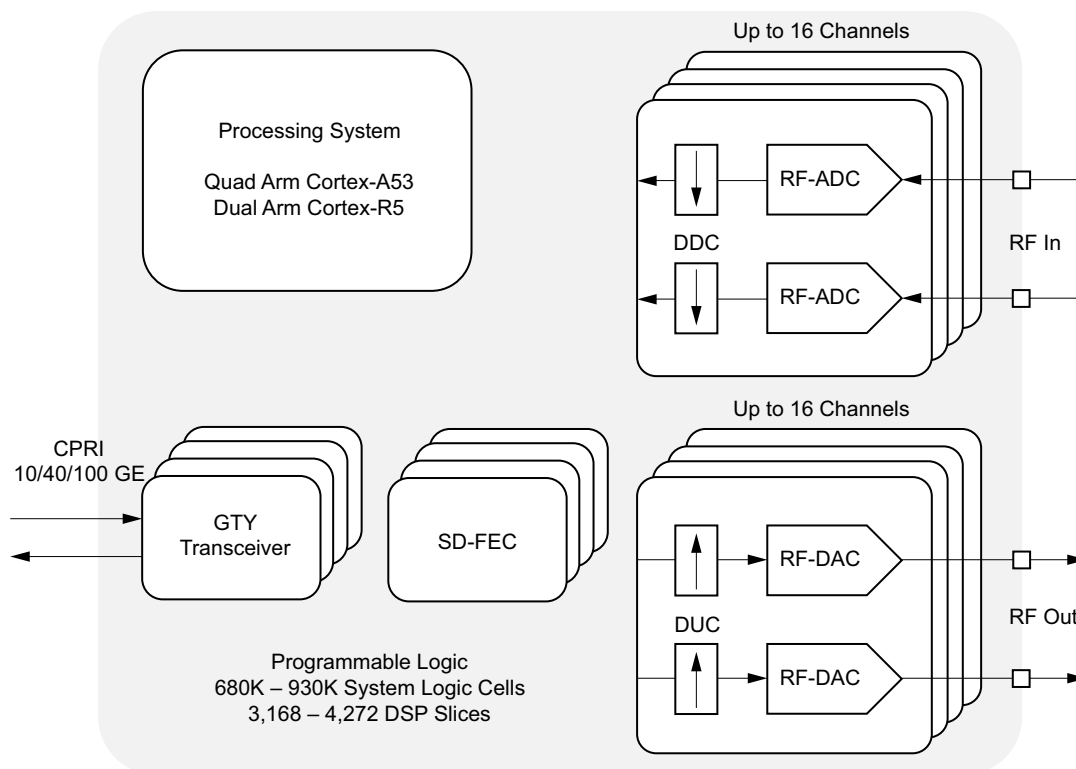 Up to 16 Channels
Processing System
Quad Arm Cortex-A53
Dual Arm Cortex-R5
RF-ADC
DDC
RF In
RF-ADC
Up to 16 Channels
CPRI
10/40/100 GE
GTY
Transceiver
SD-FEC
RF-DAC
DUC
RF Out
RF-DAC
Programmable Logic
680K – 930K System Logic Cells
3,168 – 4,272 DSP Slices